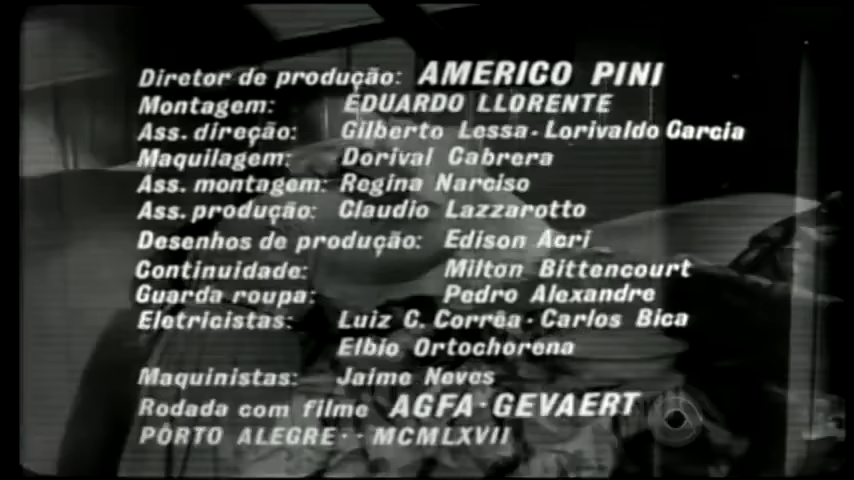 Diretor de produção: AMERICO PINI
Montagem: EDUARDO LLORENTE
Ass. direção: Gilberto Lessa - Lorivaldo Garcia
Maquilagem: Dorival Cabrera
Ass. montagem: Regina Narciso
Ass. produção: Claudio Lazzarotto
Desenhos de produção: Edison Acri
Continuidade: Milton Bittencourt
Guarda roupa: Pedro Alexandre
Eletricistas: Luiz C. Corrêa - Carlos Bica
Elbio Ortochorena
Maquinistas: Jaime Neves
Rodada com filme AGFA-GEVAERT
PÔRTO ALEGRE -- MCMLXVII